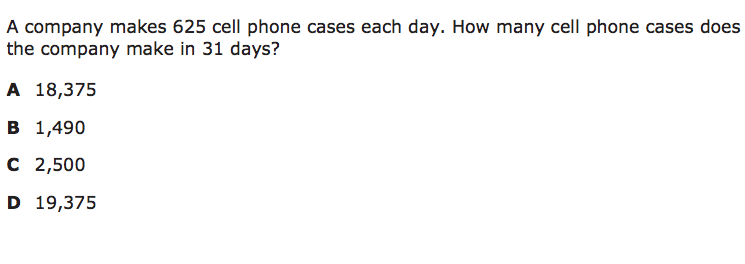 A company makes 625 cell phone cases each day. How many cell phone cases does
the company make in 31 days?
A 18,375
B 1,490
C 2,500
D 19,375